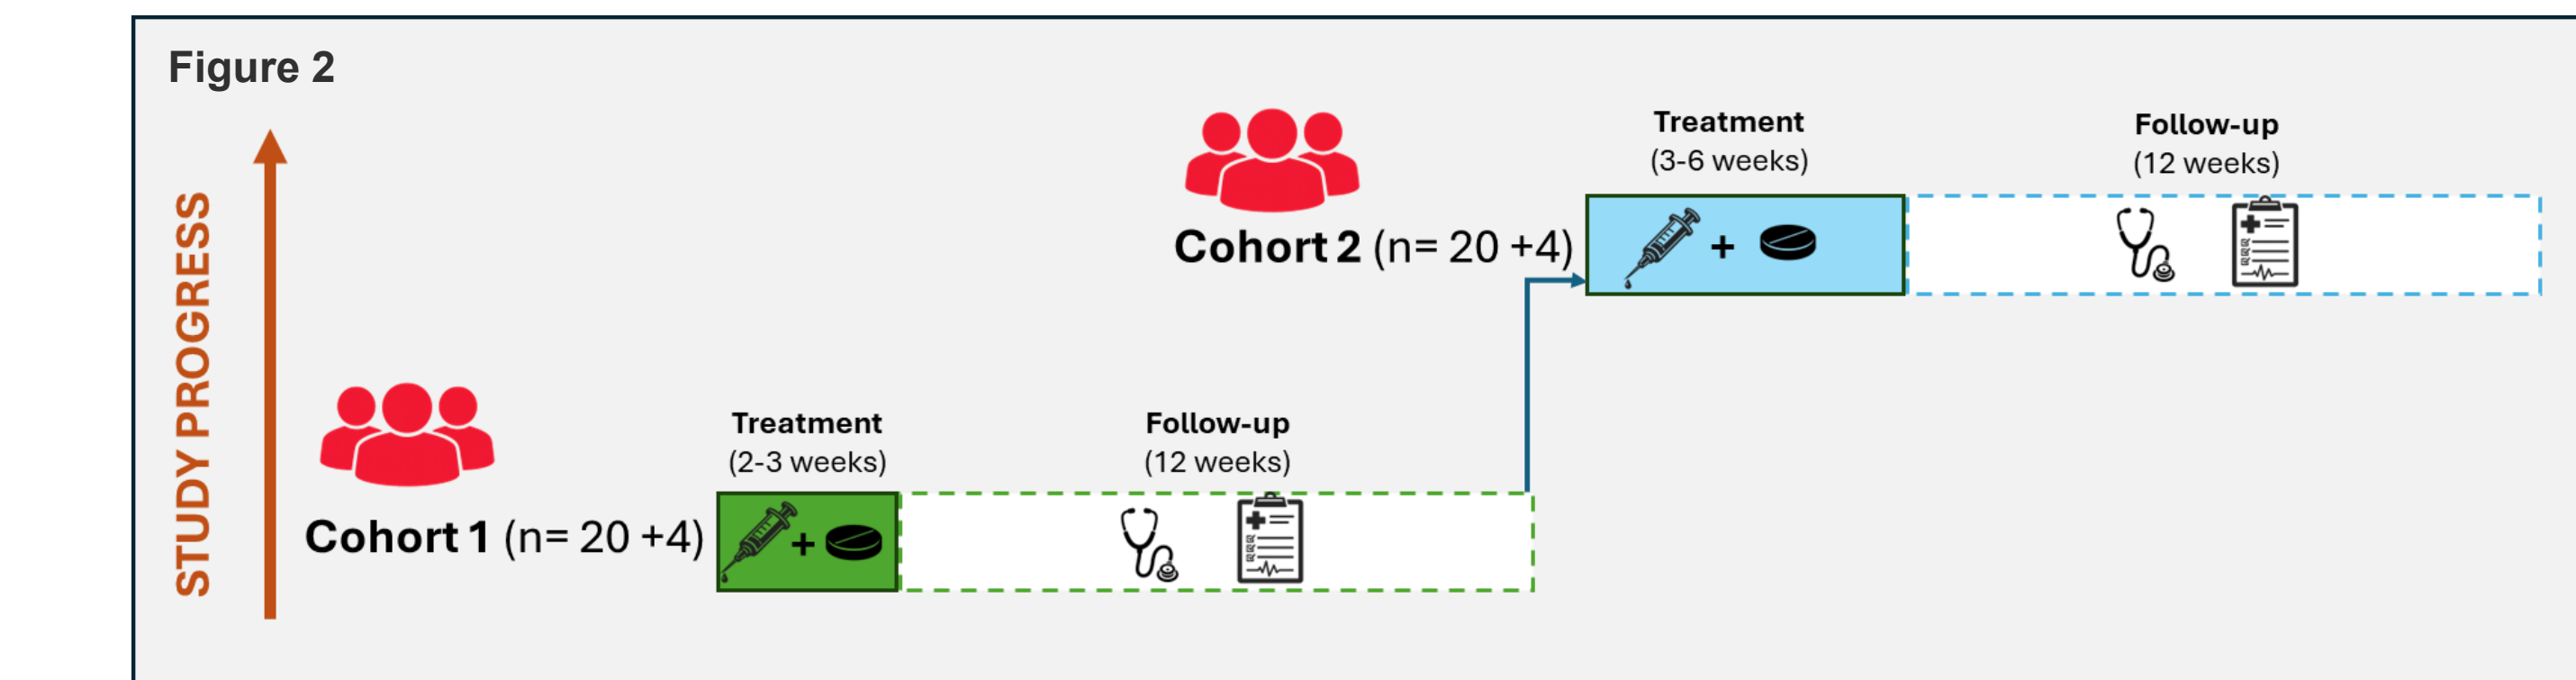 Figure 2
STUDY PROGRESS
Cohort 2 (n= 20 +4)
Treatment
(3-6 weeks)
Follow-up
(12 weeks)
Cohort 1 (n= 20 +4)
Treatment
(2-3 weeks)
Follow-up
(12 weeks)